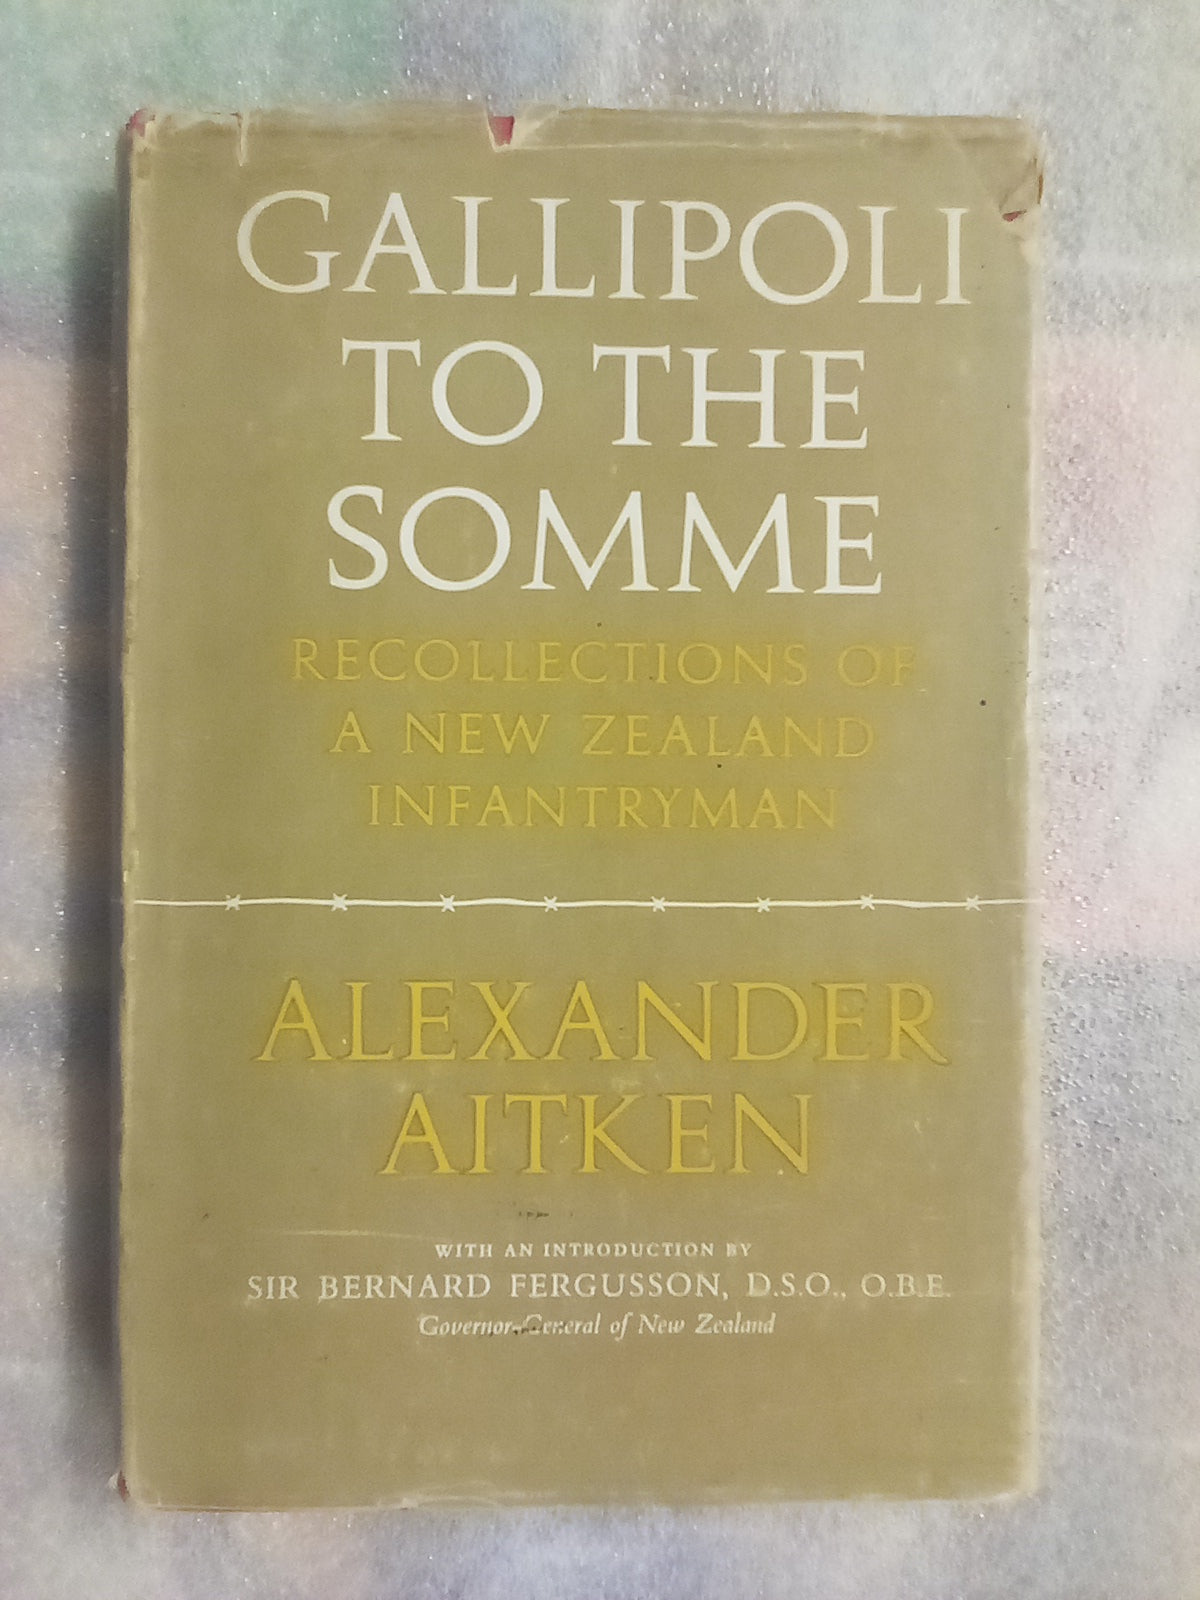 GALLIPOLI
TO THE
SOMME
RECOLLECTIONS OF
A NEW ZEALAND
INFANTRYMAN
ALEXANDER
AITKEN
WITH AN INTRODUCTION BY
SIR BERNARD FERGUSSON, D.S.O., O.B.E.
Governor-General of New Zealand